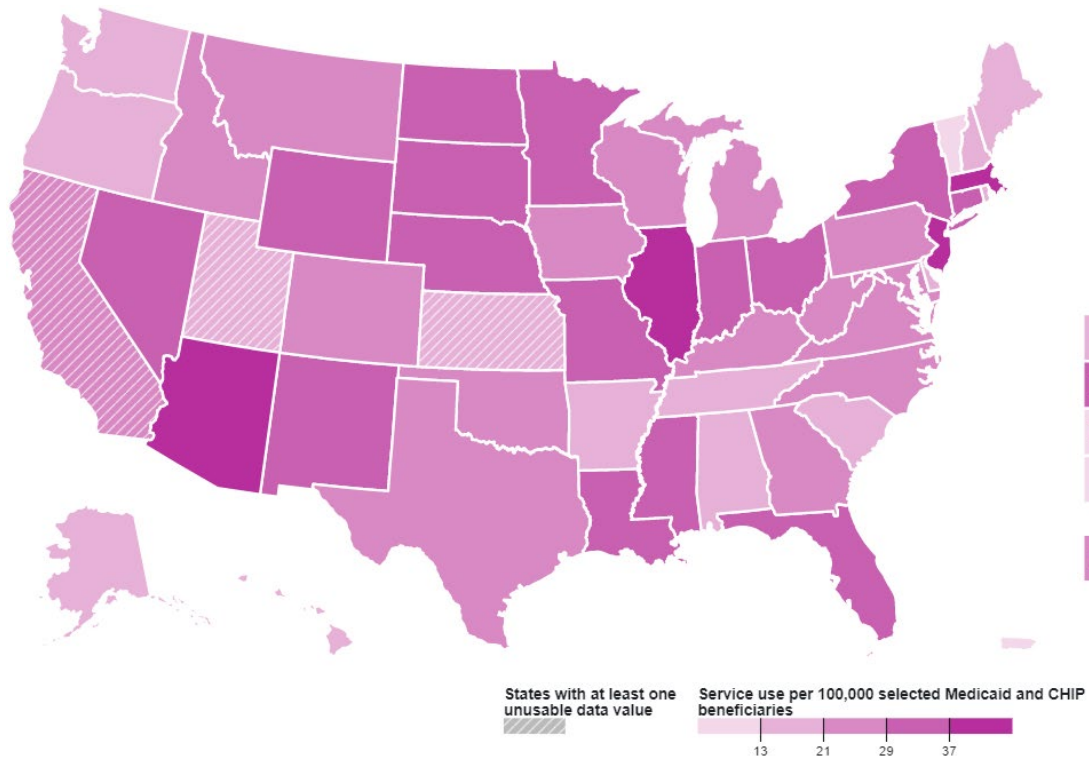 States with at least one
unusable data value
Service use per 100,000 selected Medicaid and CHIP
beneficiaries
13 21 29 37